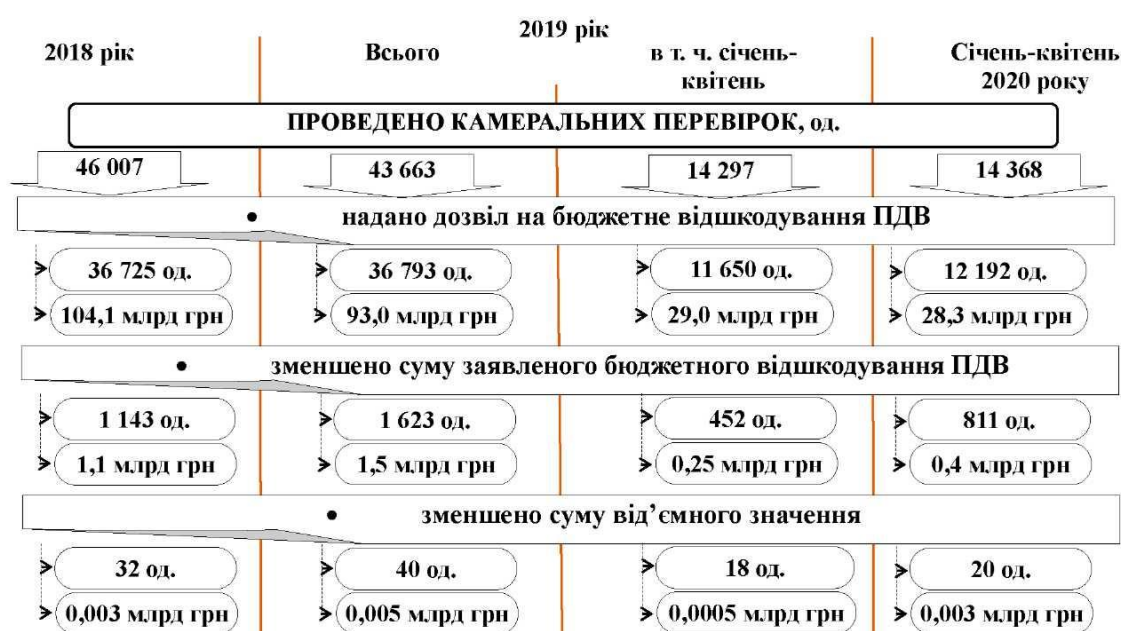 2019 рік
2018 рік
Всього
в т. ч. січень-
квітень
Січень-квітень
2020 року
ПРОВЕДЕНО КАМЕРАЛЬНИХ ПЕРЕВІРОК, од.
46 007
43 663
14 297
14 368
• надано дозвіл на бюджетне відшкодування ПДВ
36 725 од.
36 793 од.
11 650 од.
12 192 од.
104,1 млрд грн
93,0 млрд грн
29,0 млрд грн
28,3 млрд грн
• зменшено суму заявленого бюджетного відшкодування ПДВ
1 143 од.
1 623 од.
452 од.
811 од.
1,1 млрд грн
1,5 млрд грн
0,25 млрд грн
0,4 млрд грн
• зменшено суму від’ємного значення
32 од.
40 од.
18 од.
20 од.
0,003 млрд грн
0,005 млрд грн
0,0005 млрд грн
0,003 млрд грн